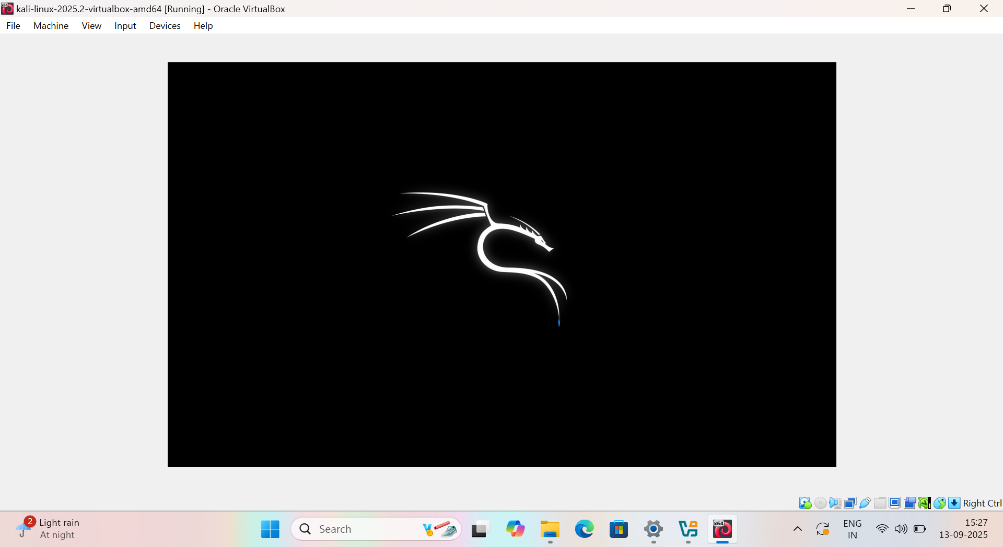 kali-linux-2025.2-virtualbox-amd64 [Running] - Oracle VirtualBox
File Machine View Input Devices Help
Right Ctrl
2 Light rain
At night
Search
ENG
IN
15:27
13-09-2025